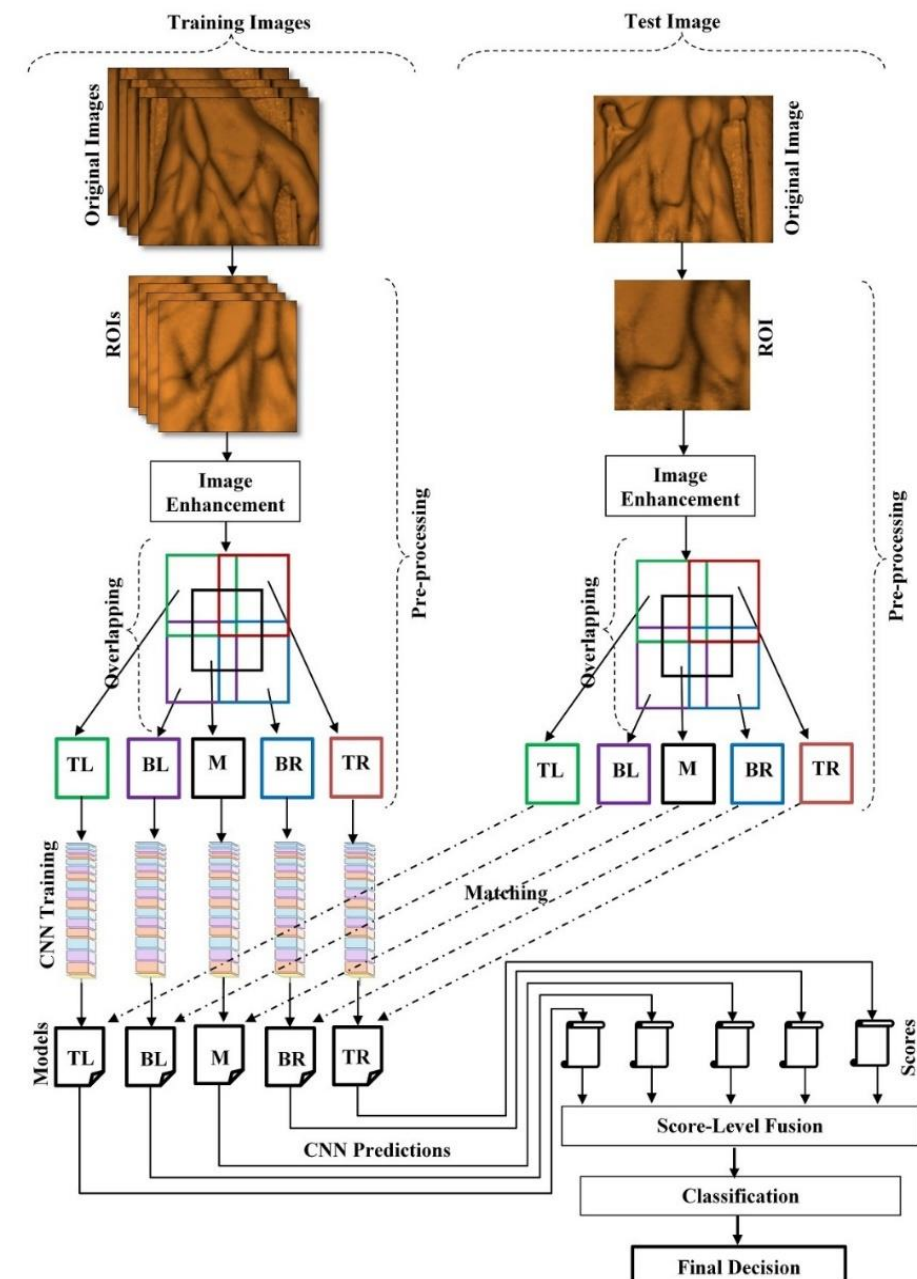 Training Images
Test Image
Original Images
Original Image
ROIs
ROI
Image
Enhancement
Image
Enhancement
Overlapping
Pre-processing
Overlapping
Pre-processing
TL
BL
M
BR
TR
TL
BL
M
BR
TR
CNN Training
Matching
Models
TL
BL
M
BR
TR
Scores
Score-Level Fusion
CNN Predictions
Classification
Final Decision